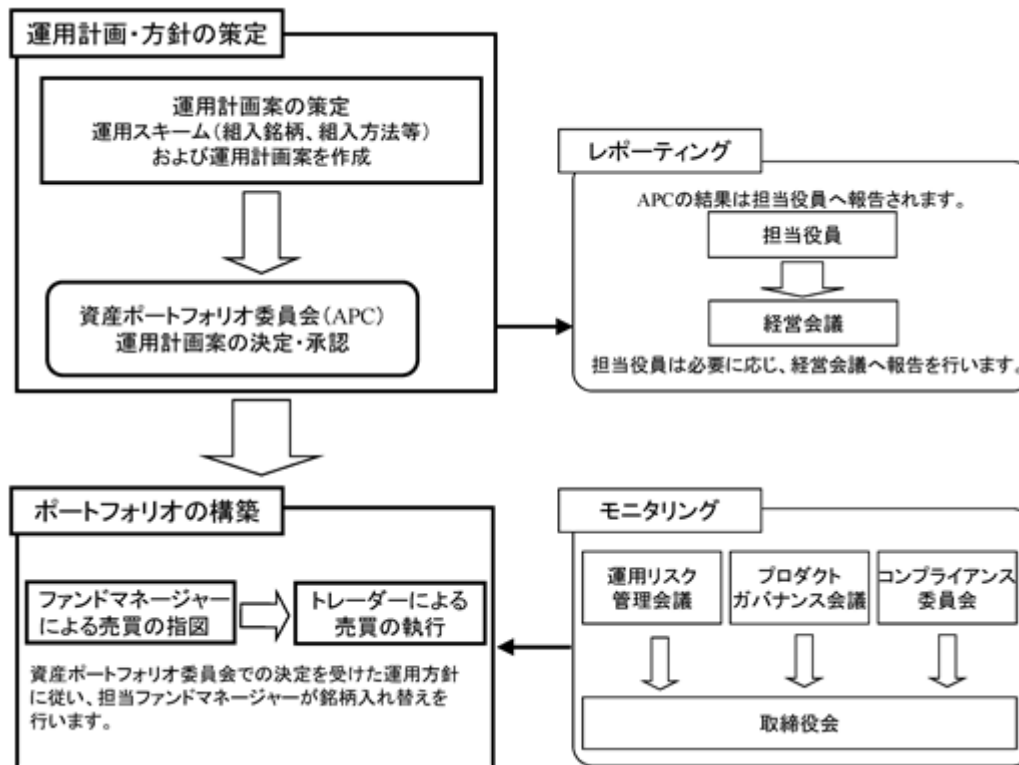 運用計画・方針の策定
運用計画案の策定
運用スキーム(組入銘柄、組入方法等)
および運用計画案を作成
資産ポートフォリオ委員会(APC)
運用計画案の決定・承認
レポーティング
APCの結果は担当役員へ報告されます。
担当役員
経営会議
担当役員は必要に応じ、経営会議へ報告を行います。
ポートフォリオの構築
ファンドマネージャー
による売買の指図
トレーダーによる
売買の執行
資産ポートフォリオ委員会での決定を受けた運用方針
に従い、担当ファンドマネージャーが銘柄入れ替えを
行います。
モニタリング
運用リスク
管理会議
プロダクト
ガバナンス会議
コンプライアンス
委員会
取締役会